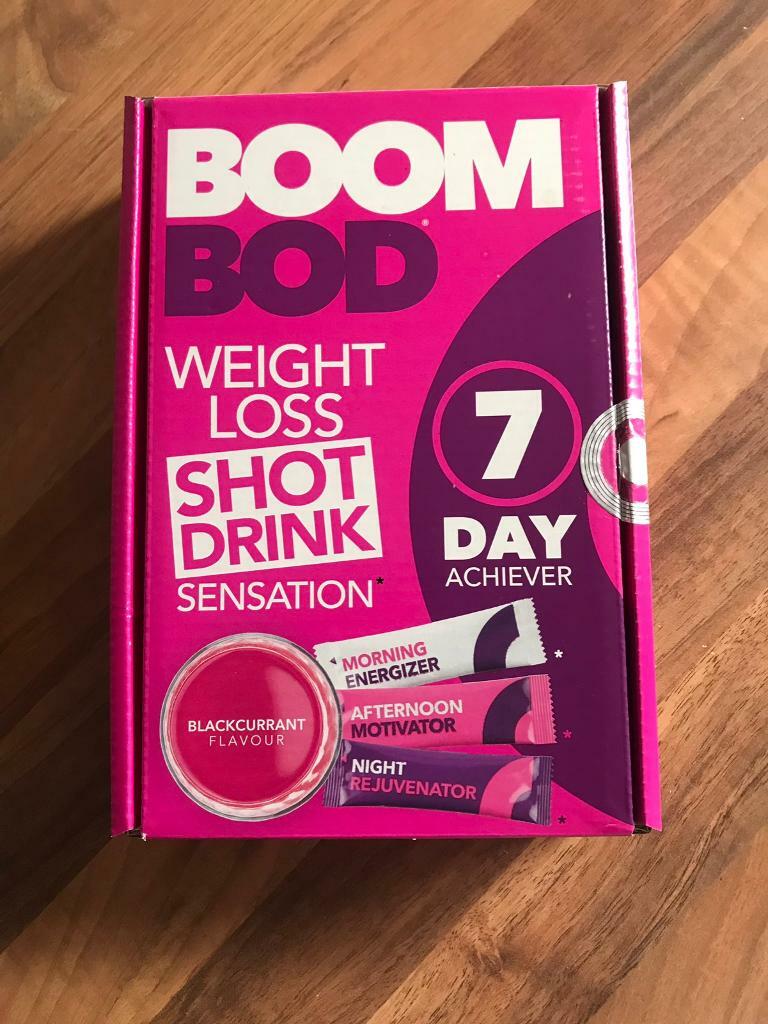 BOOM
BOD®
WEIGHT
LOSS
SHOT
DRINK
SENSATION*
7
DAY
ACHIEVER
MORNING
ENERGIZER
*
AFTERNOON
MOTIVATOR
*
NIGHT
REJUVENATOR
*
BLACKCURRANT
FLAVOUR